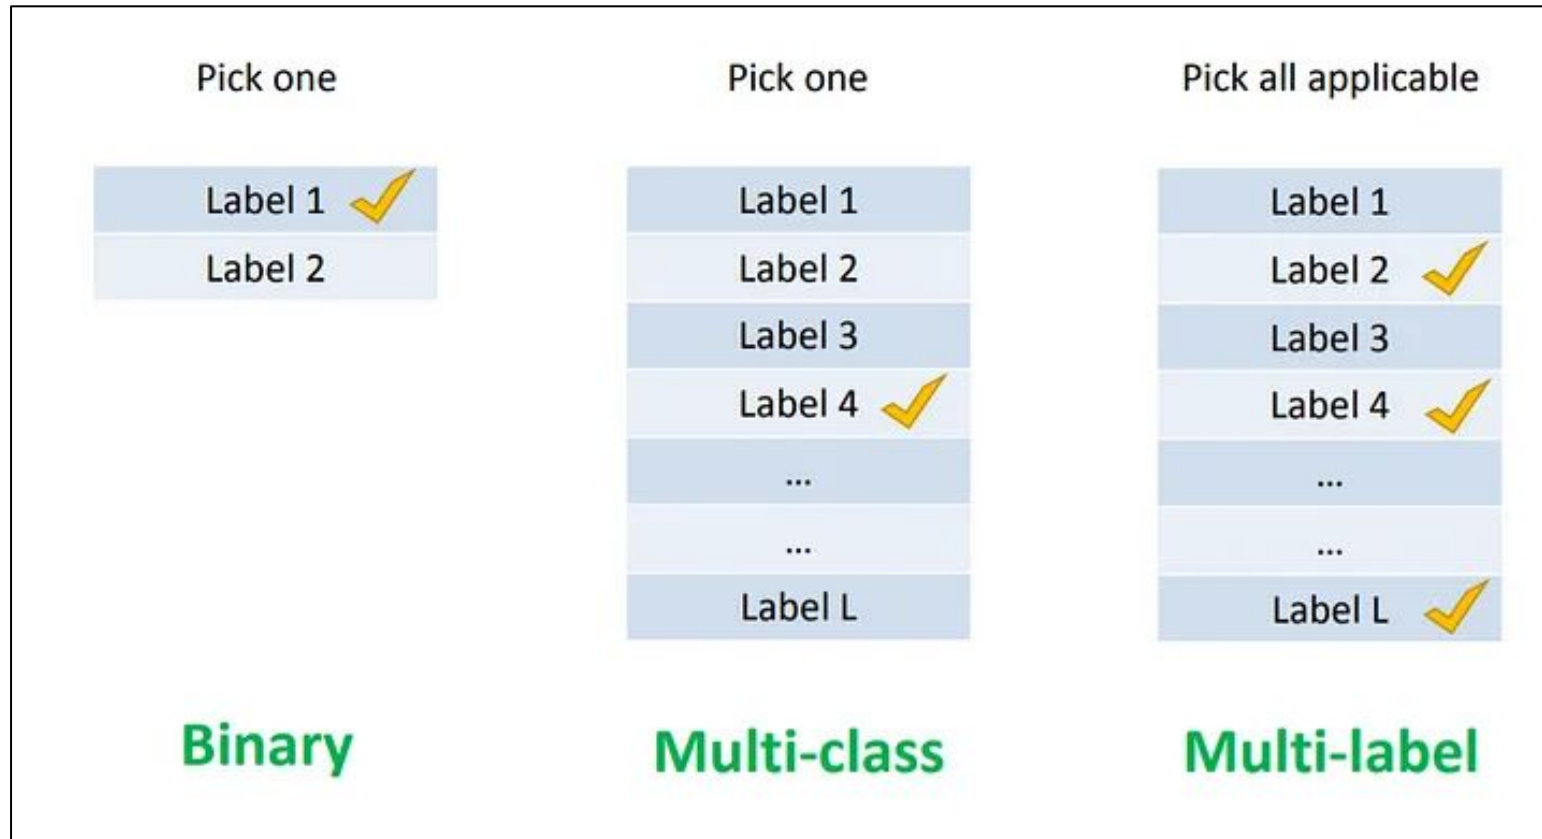 Pick one
Label 1
Label 2
Binary
Pick one
Label 1
Label 2
Label 3
Label 4
...
...
Label L
Multi-class
Pick all applicable
Label 1
Label 2
Label 3
Label 4
...
...
Label L
Multi-label